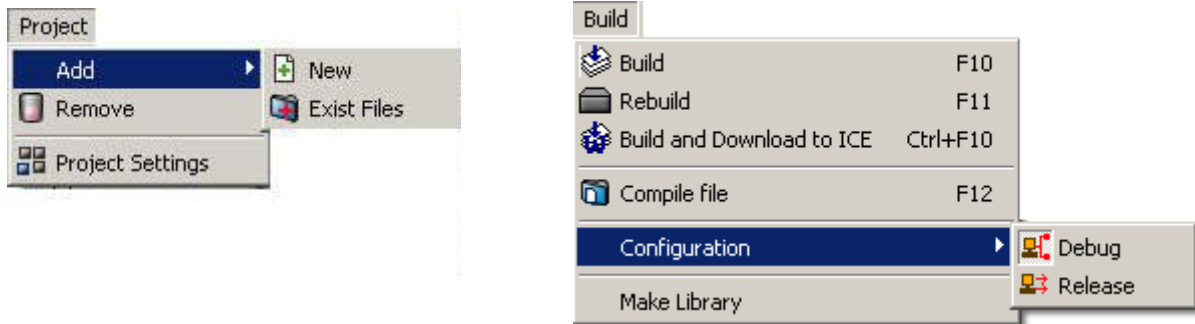 Project
Add
New
Remove
Exist Files
Project Settings
Build
Build F10
Rebuild F11
Build and Download to ICE Ctrl+F10
Compile file F12
Configuration
Debug
Release
Make Library